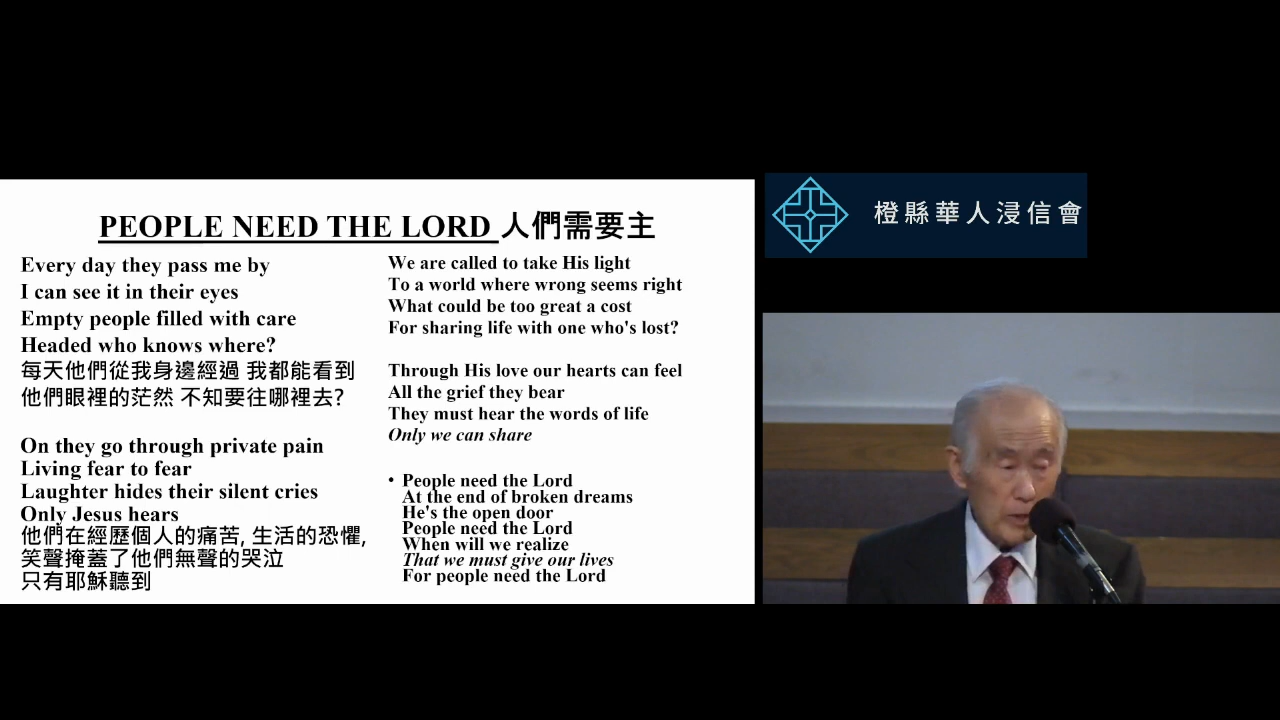 PEOPLE NEED THE LORD 人們需要主
Every day they pass me by
I can see it in their eyes
Empty people filled with care
Headed who knows where?
每天他們從我身邊經過 我都能看到
他們眼裡的茫然 不知要往哪裡去?
On they go through private pain
Living fear to fear
Laughter hides their silent cries
Only Jesus hears
他們在經歷個人的痛苦, 生活的恐懼,
笑聲掩蓋了他們無聲的哭泣
只有耶穌聽到
We are called to take His light
To a world where wrong seems right
What could be too great a cost
For sharing life with one who's lost?
Through His love our hearts can feel
All the grief they bear
They must hear the words of life
Only we can share
• People need the Lord
At the end of broken dreams
He's the open door
People need the Lord
When will we realize
That we must give our lives
For people need the Lord
橙縣華人浸信會